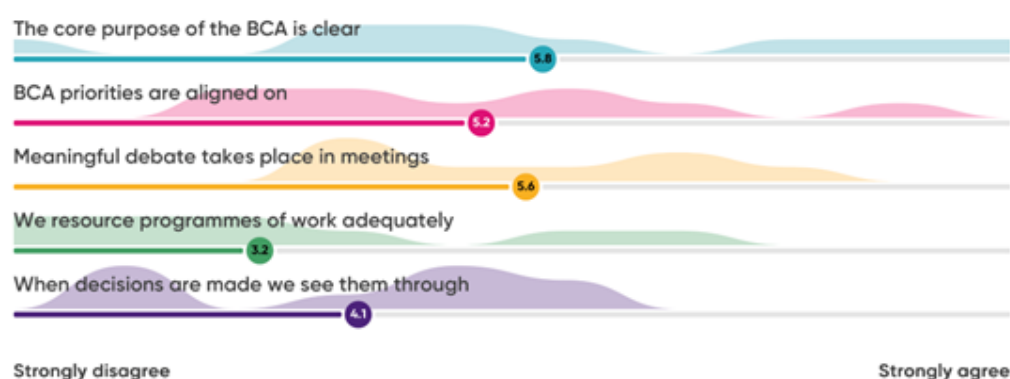 The core purpose of the BCA is clear
5.8
BCA priorities are aligned on
5.2
Meaningful debate takes place in meetings
5.6
We resource programmes of work adequately
3.2
When decisions are made we see them through
4.1
Strongly disagree Strongly agree